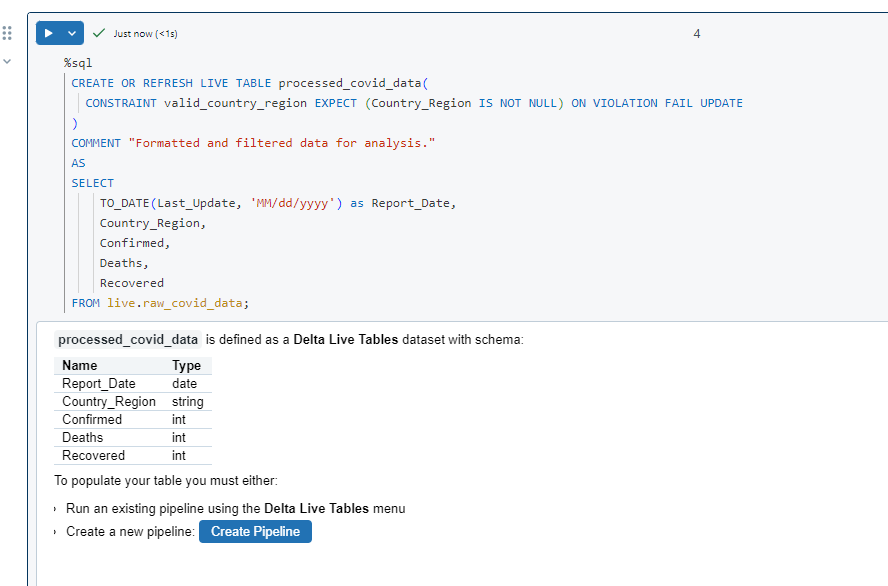 Just now (<1s)
4
%sql
CREATE OR REFRESH LIVE TABLE processed_covid_data(
CONSTRAINT valid_country_region EXPECT (Country_Region IS NOT NULL) ON VIOLATION FAIL UPDATE
)
COMMENT "Formatted and filtered data for analysis."
AS
SELECT
TO_DATE(Last_Update, 'MM/dd/yyyy') as Report_Date,
Country_Region,
Confirmed,
Deaths,
Recovered
FROM live.raw_covid_data;
processed_covid_data is defined as a Delta Live Tables dataset with schema:
Name Type
Report_Date date
Country_Region string
Confirmed int
Deaths int
Recovered int
To populate your table you must either:
Run an existing pipeline using the Delta Live Tables menu
Create a new pipeline: Create Pipeline